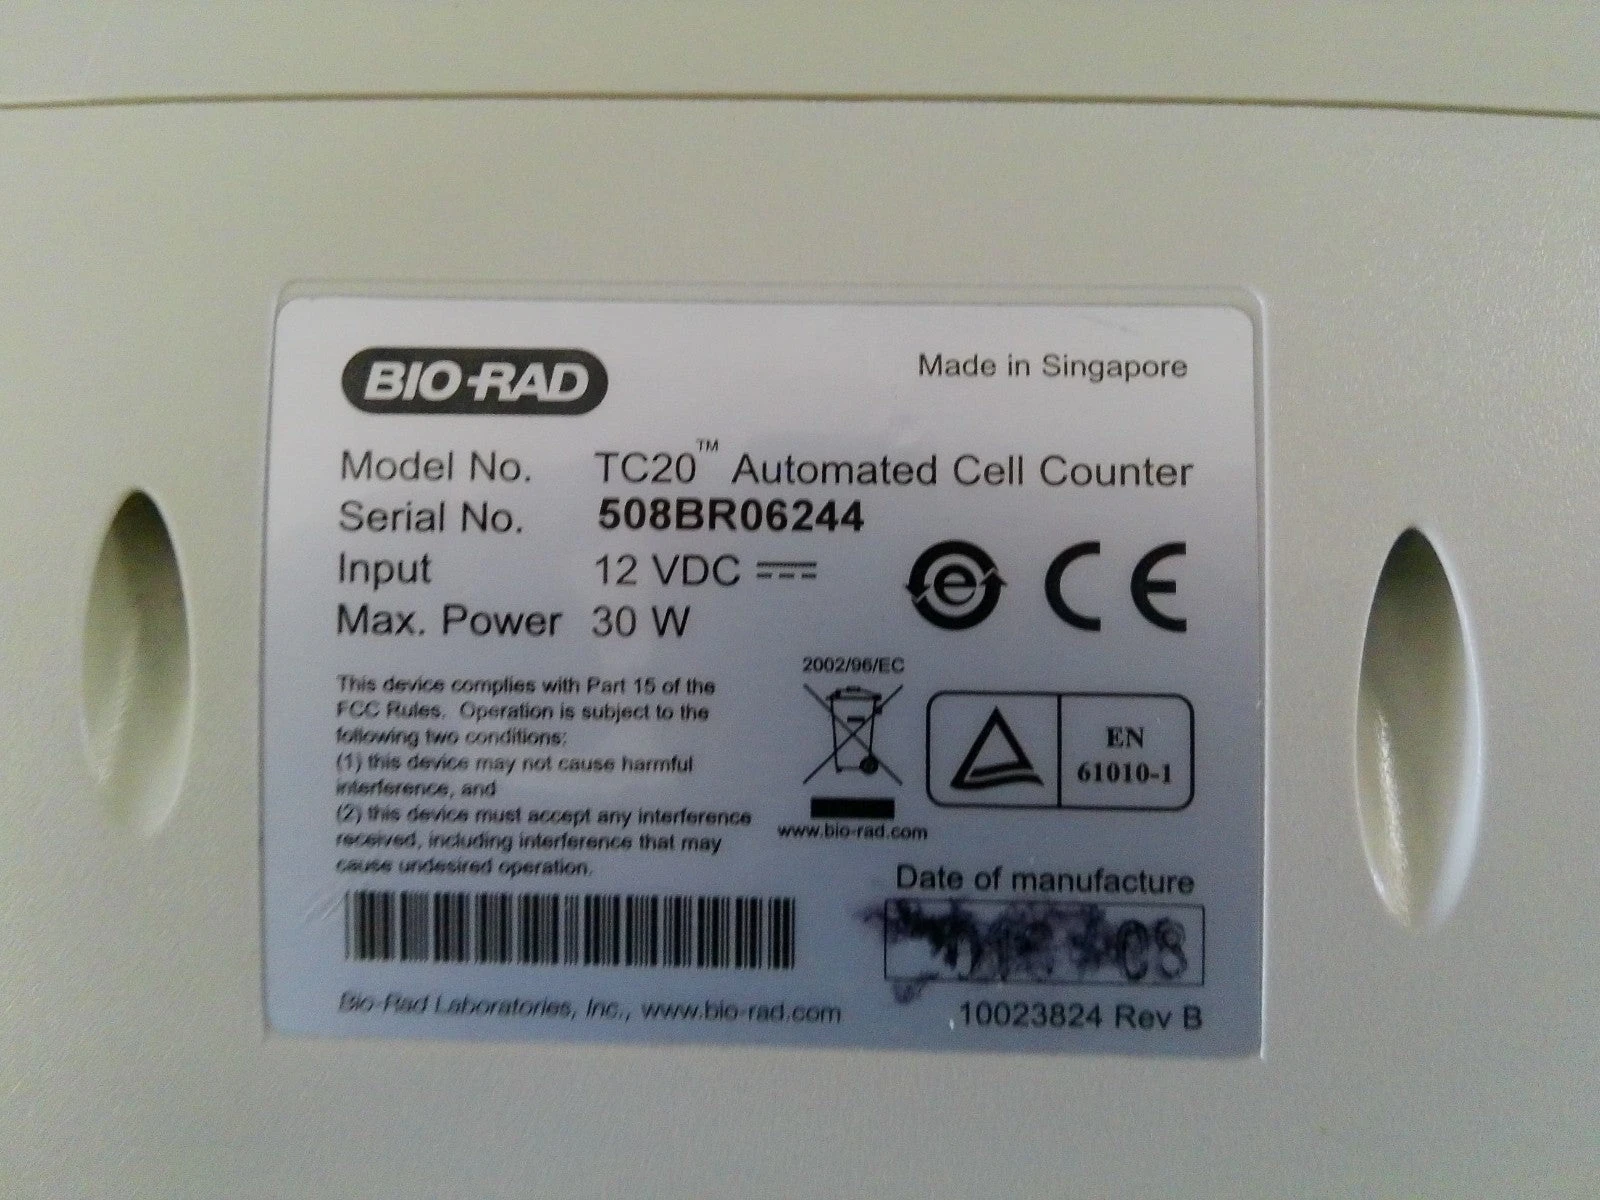 BIO-RAD
Made in Singapore
Model No. TC20™ Automated Cell Counter
Serial No. 508BR06244
Input 12 VDC
Max. Power 30 W
This device complies with Part 15 of the
FCC Rules. Operation is subject to the
following two conditions:
(1) this device may not cause harmful
interference, and
(2) this device must accept any interference
received, including interference that may
cause undesired operation.
e CE
2002/96/EC
www.bio-rad.com
EN
61010-1
Date of manufacture
Bio-Rad Laboratories, Inc., www.bio-rad.com
10023824 Rev B